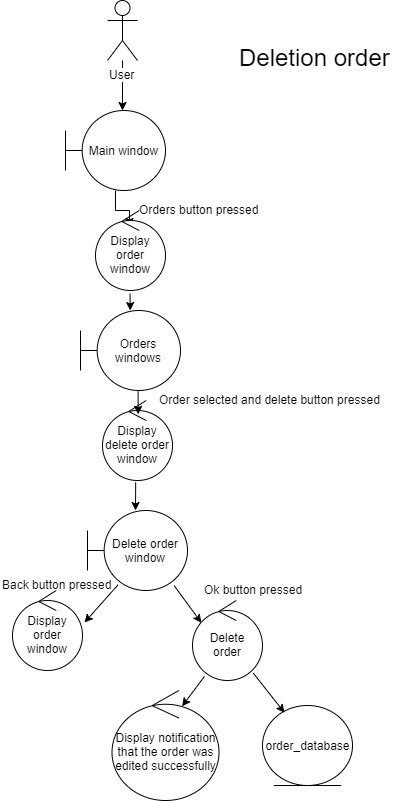 Deletion order
User
Main window
Orders button pressed
Display
order
window
Orders
windows
Order selected and delete button pressed
Display
delete order
window
Delete order
window
Back button pressed
Ok button pressed
Display
order
window
Delete
order
Display notification
that the order was
edited successfully
order_database